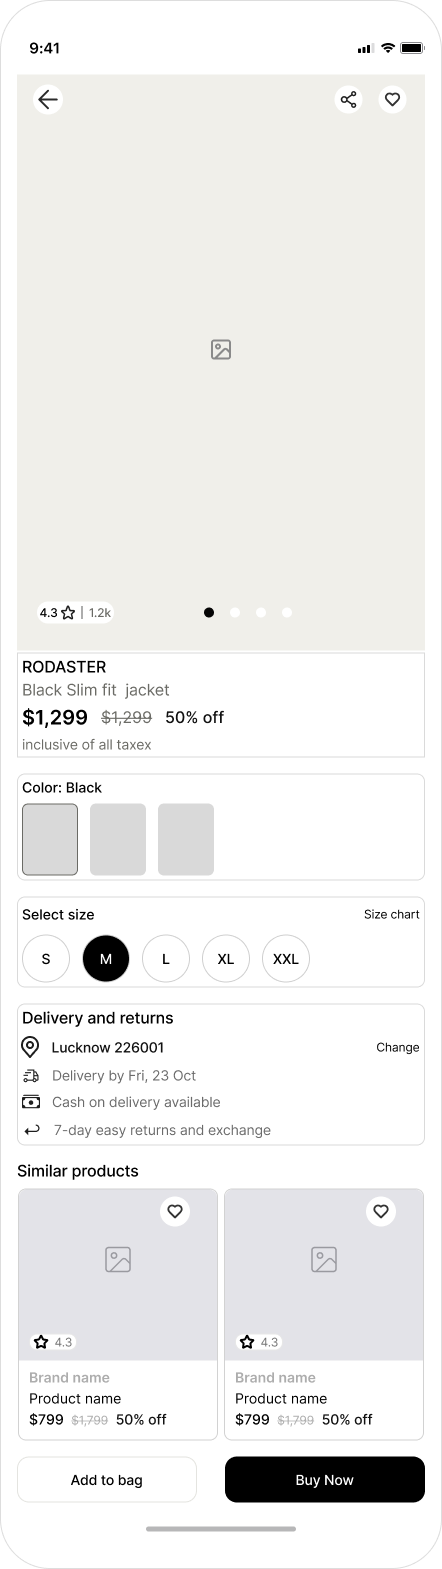 9:41
4.3 | 1.2k
RODASTER
Black Slim fit jacket
$1,299 $1,299 50% off
inclusive of all taxex
Color: Black
Select size Size chart
S M L XL XXL
Delivery and returns
Lucknow 226001 Change
Delivery by Fri, 23 Oct
Cash on delivery available
7-day easy returns and exchange
Similar products
4.3 4.3
Brand name Brand name
Product name Product name
$799 $1,799 50% off $799 $1,799 50% off
Add to bag Buy Now